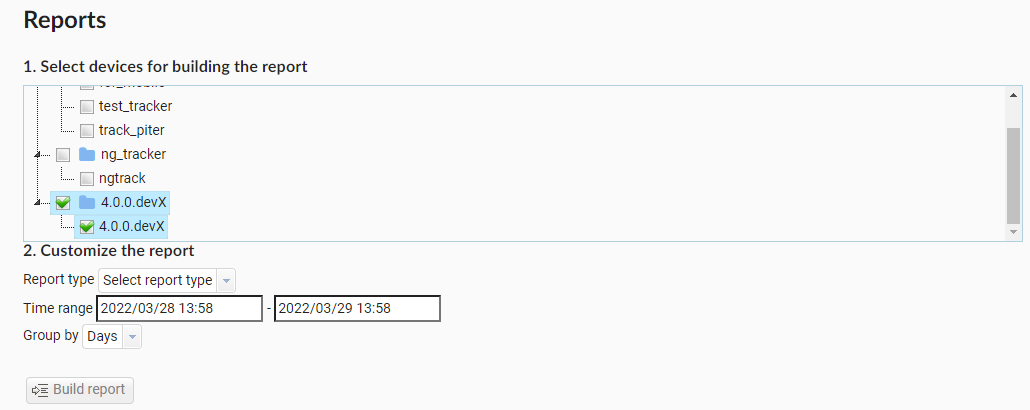 Reports
1. Select devices for building the report
test_tracker
track_piter
ng_tracker
ngtrack
4.0.0.devX
4.0.0.devX
2. Customize the report
Report type Select report type
Time range 2022/03/28 13:58 - 2022/03/29 13:58
Group by Days
Build report